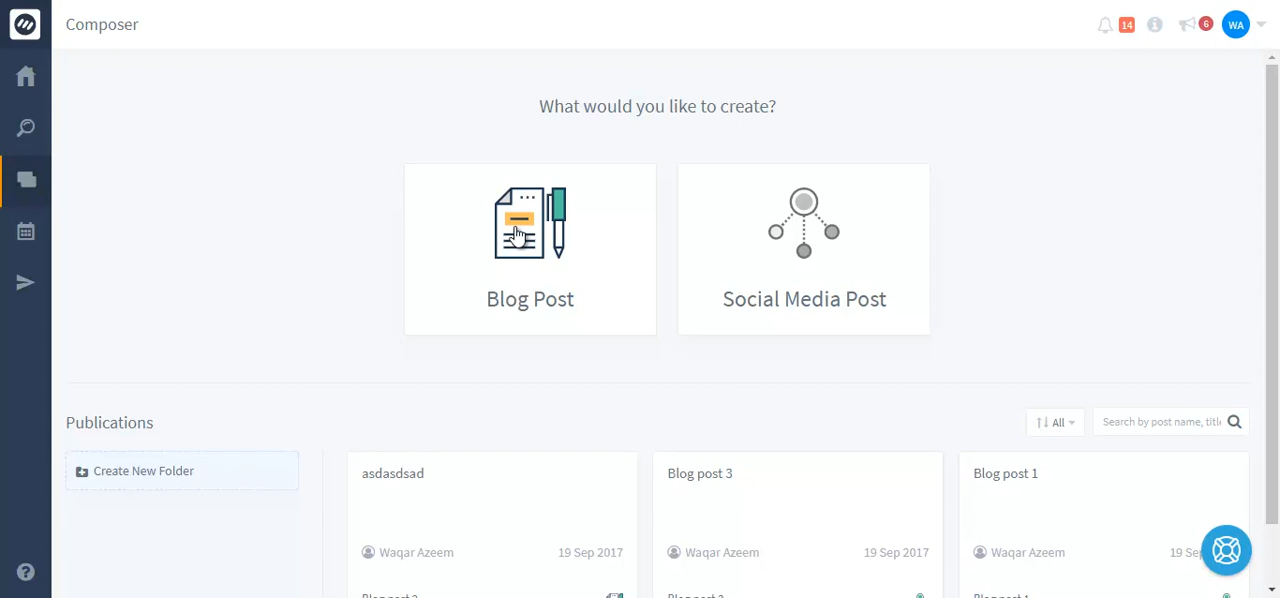 Composer
14
6
WA
What would you like to create?
Blog Post
Social Media Post
Publications
All
Search by post name, title
Create New Folder
asdasdsad
Blog post 3
Blog post 1
Waqar Azeem
19 Sep 2017
Waqar Azeem
19 Sep 2017
Waqar Azeem
19 Sep